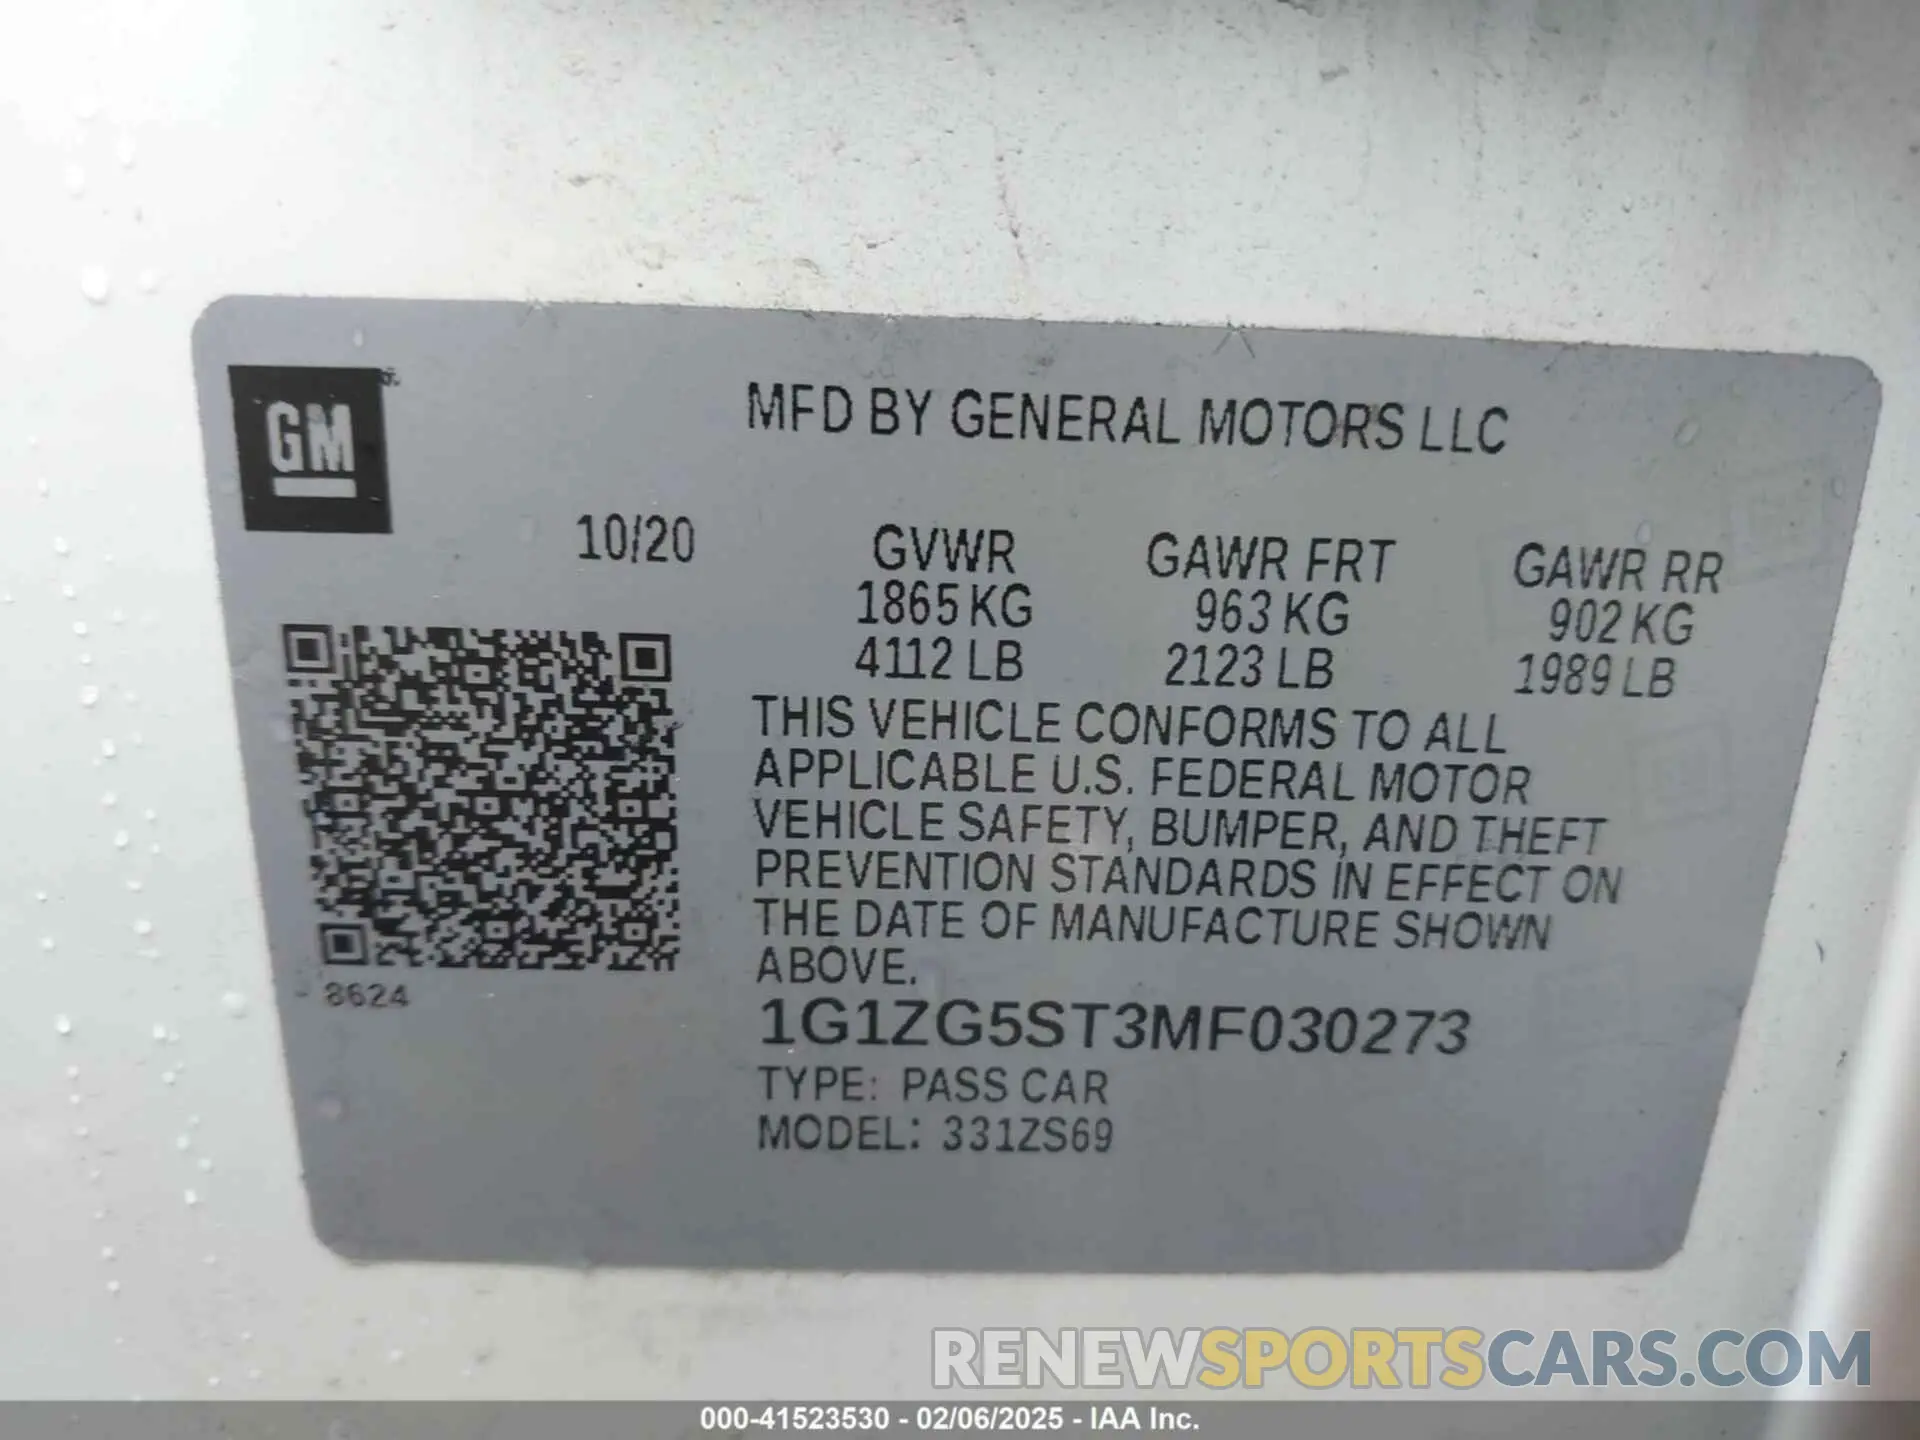 GM
MFD BY GENERAL MOTORS LLC
10/20 GVWR GAWR FRT GAWR RR
1865 KG 963 KG 902 KG
4112 LB 2123 LB 1989 LB
THIS VEHICLE CONFORMS TO ALL
APPLICABLE U.S. FEDERAL MOTOR
VEHICLE SAFETY, BUMPER, AND THEFT
PREVENTION STANDARDS IN EFFECT ON
THE DATE OF MANUFACTURE SHOWN
ABOVE.
8624
1G1ZG5ST3MF030273
TYPE: PASS CAR
MODEL: 331ZS69
RENEWSPORTSCARS.COM
000-41523530 - 02/06/2025 - IAA Inc.